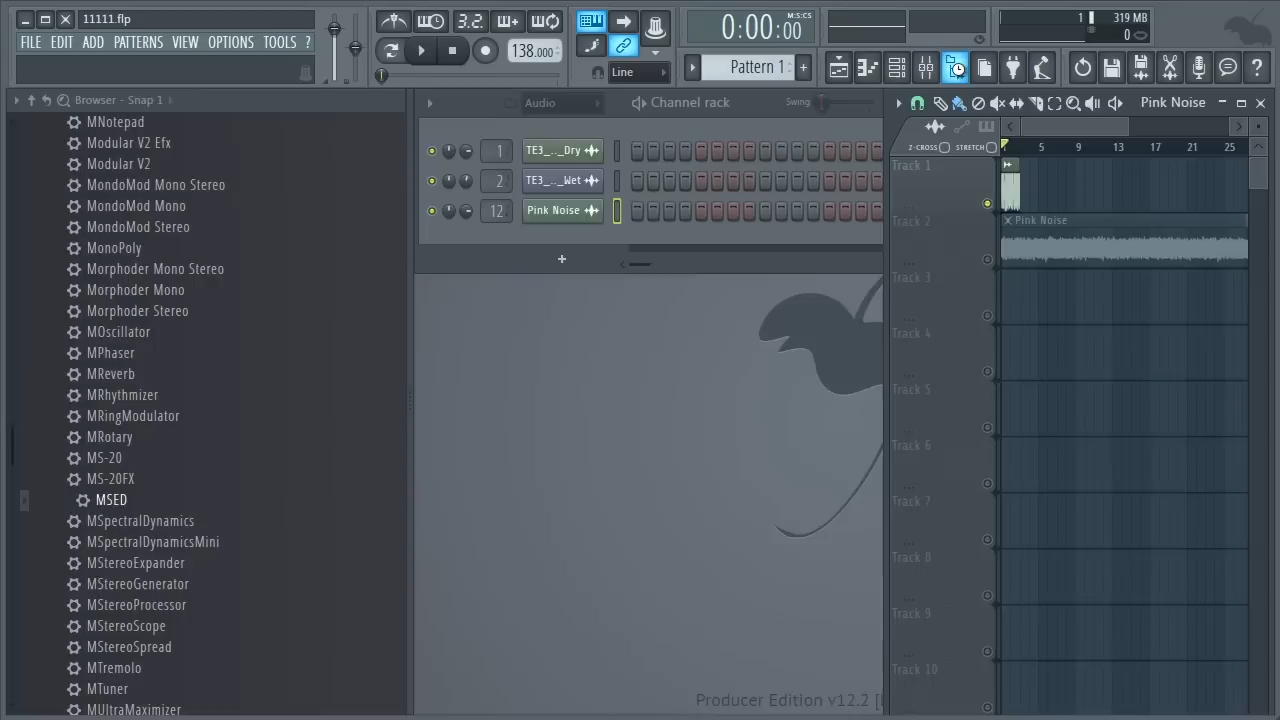 11111.flp
FILE EDIT ADD PATTERNS VIEW OPTIONS TOOLS ?
3.2.
138.000
Line
0:00:00
M:S:CS
Pattern 1
1
319 MB
0
Browser - Snap 1
MNotepad
Modular V2 Efx
Modular V2
MondoMod Mono Stereo
MondoMod Mono
MondoMod Stereo
MonoPoly
Morphoder Mono Stereo
Morphoder Mono
Morphoder Stereo
MOscillator
MPhaser
MReverb
MRhythmizer
MRingModulator
MRotary
MS-20
MS-20FX
MSED
MSpectralDynamics
MSpectralDynamicsMini
MStereoExpander
MStereoGenerator
MStereoProcessor
MStereoScope
MStereoSpread
MTremolo
MTuner
MUltraMaximizer
Audio
Channel rack
Swing
1 TE3_.._Dry
2 TE3_.._Wet
12 Pink Noise
+
Producer Edition v12.2 [
Pink Noise
Z-CROSS STRETCH
5 9 13 17 21 25
Track 1
Track 2
Pink Noise
Track 3
Track 4
Track 5
Track 6
Track 7
Track 8
Track 9
Track 10